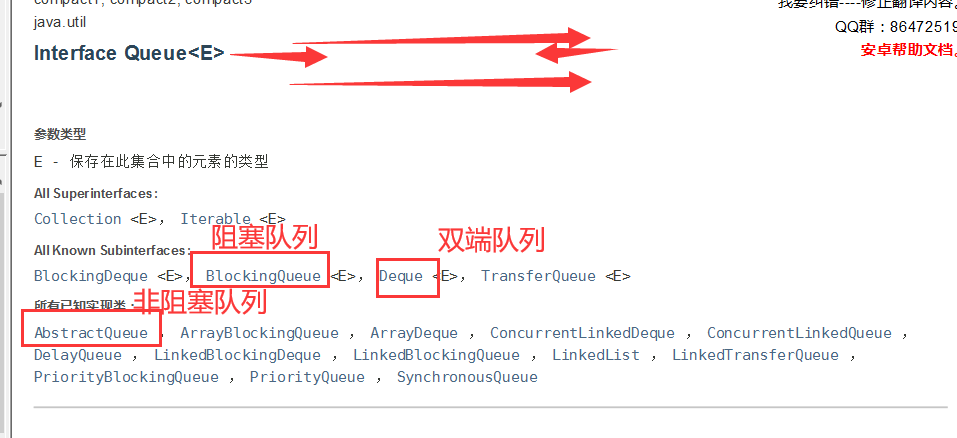 compact1, compact2, compact3
我要纠错----修正翻译内容。
java.util
QQ群：86472519
Interface Queue<E>
安卓帮助文档。
参数类型
E - 保存在此集合中的元素的类型
All Superinterfaces:
Collection <E>， Iterable <E>
阻塞队列
双端队列
All Known Subinterfaces:
BlockingDeque <E>， BlockingQueue <E>， Deque <E>， TransferQueue <E>
所有已知实现类：
非阻塞队列
AbstractQueue ， ArrayBlockingQueue ， ArrayDeque ， ConcurrentLinkedDeque ， ConcurrentLinkedQueue ，
DelayQueue ， LinkedBlockingDeque ， LinkedBlockingQueue ， LinkedList ， LinkedTransferQueue ，
PriorityBlockingQueue ， PriorityQueue ， SynchronousQueue